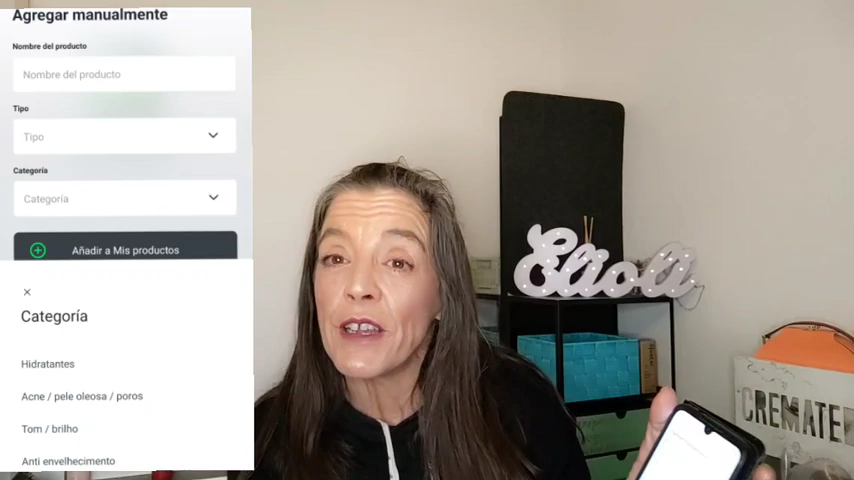 Agregar manualmente
Nombre del producto
Nombre del producto
Tipo
Tipo
Categoría
Categoría
Añadir a Mis productos
Categoría
Hidratantes
Acne / pele oleosa / poros
Tom / brilho
Anti envelhecimento
Elioli
CREMATE